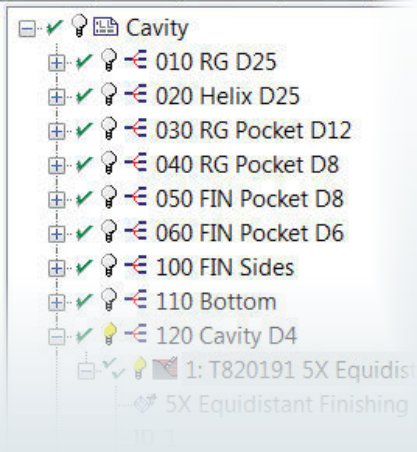 Cavity
010 RG D25
020 Helix D25
030 RG Pocket D12
040 RG Pocket D8
050 FIN Pocket D8
060 FIN Pocket D6
100 FIN Sides
110 Bottom
120 Cavity D4
1: T820191 5X Equidist
5X Equidistant Finishing